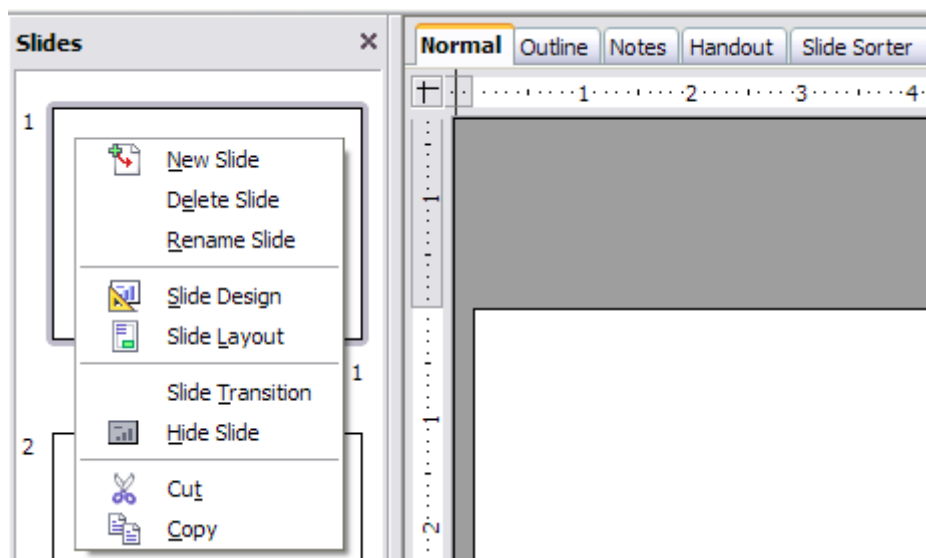 Slides
Normal Outline Notes Handout Slide Sorter
1 2 3 4
1
New Slide
Delete Slide
Rename Slide
Slide Design
Slide Layout
1
Slide Transition
Hide Slide
2
Cut
Copy
1
1
2